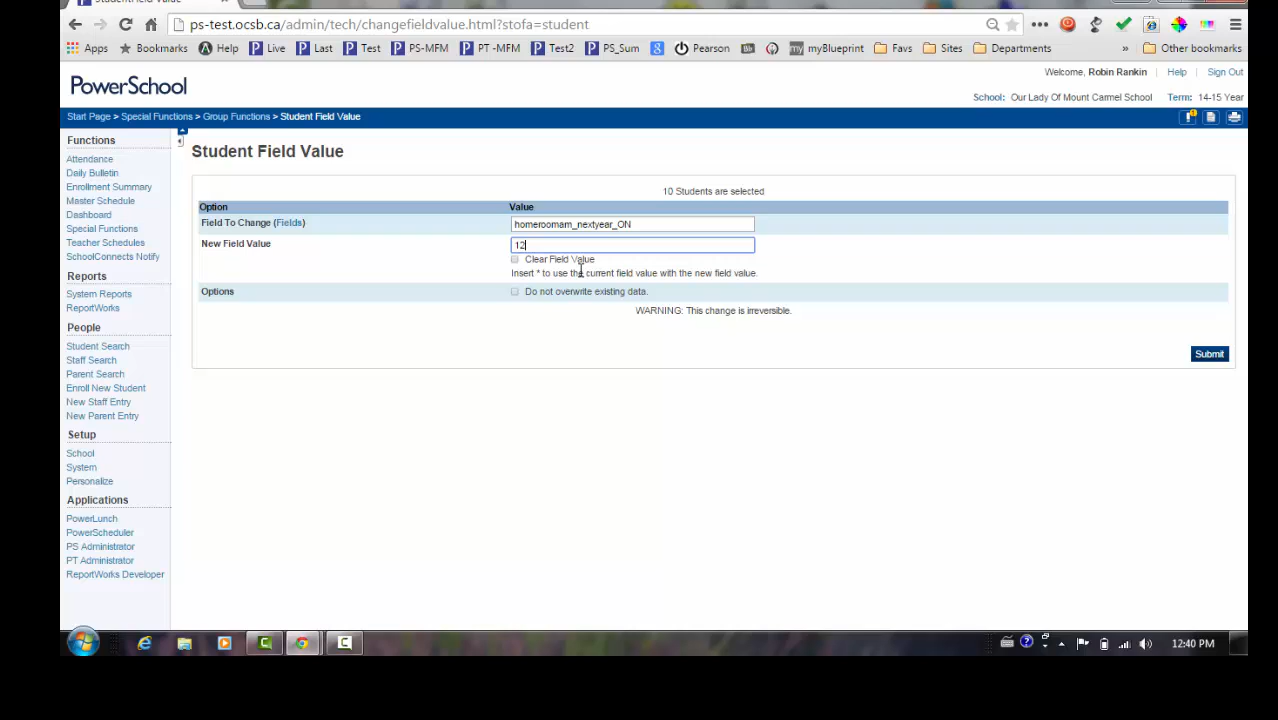 StudentField Value
ps-test.ocsb.ca/admin/tech/changefieldvalue.html?stofa=student
Apps Bookmarks Help Live Last Test PS-MFM PT -MFM Test2 PS_Sum Pearson myBlueprint Favs Sites Departments » Other bookmarks
Welcome, Robin Rankin | Help | Sign Out
PowerSchool
School: Our Lady Of Mount Carmel School Term: 14-15 Year
Start Page > Special Functions > Group Functions > Student Field Value
Functions
Attendance
Daily Bulletin
Enrollment Summary
Master Schedule
Dashboard
Special Functions
Teacher Schedules
SchoolConnects Notify
Reports
System Reports
ReportWorks
People
Student Search
Staff Search
Parent Search
Enroll New Student
New Staff Entry
New Parent Entry
Setup
School
System
Personalize
Applications
PowerLunch
PowerScheduler
PS Administrator
PT Administrator
ReportWorks Developer
Student Field Value
10 Students are selected
Option Value
Field To Change (Fields) homeroomam_nextyear_ON
New Field Value 12
Clear Field Value
Insert * to use the current field value with the new field value.
Options Do not overwrite existing data.
WARNING: This change is irreversible.
Submit
12:40 PM